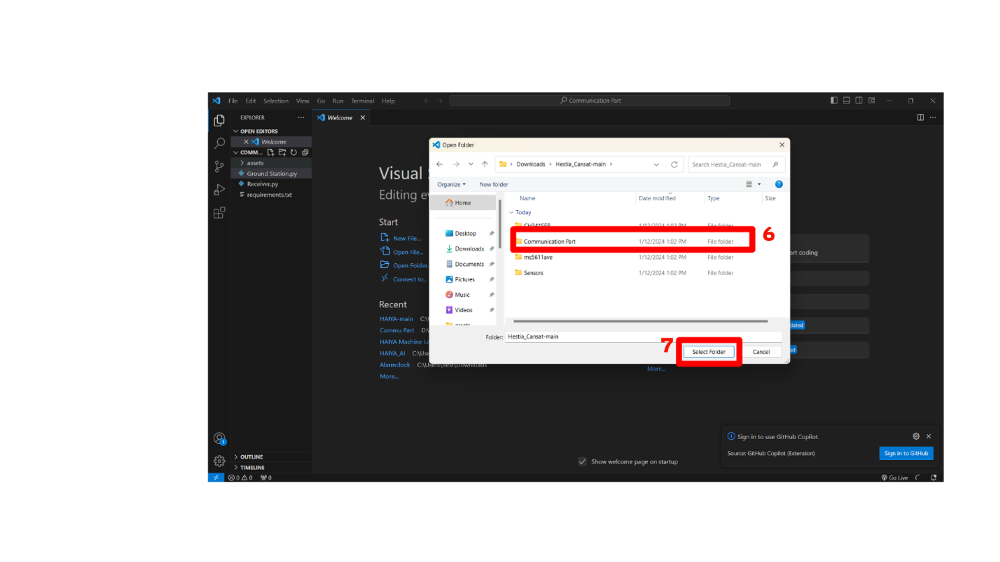 File Edit Selection View Go Run Terminal Help
Communication Part
EXPLORER
Welcome
OPEN EDITORS
Welcome
COMM...
assets
Ground Station.py
Receiver.py
requirements.txt
Visual
Editing
Start
New File...
Open File...
Open Folder.
Connect to...
Recent
HAIYA-main
Commu Part
HAIYA Machine
HAIYA_AI
Alarmclock C:\Users\Best\Downloads
More...
Open Folder
Downloads > Hestia_Cansat-main >
Search Hestia_Cansat-main
Organize New folder
Home
Desktop
Downloads
Documents
Pictures
Music
Videos
assets
Name Date modified Type Size
Today
CH341SER 1/12/2024 1:02 PM File folder
Communication Part 1/12/2024 1:02 PM File folder
6
ms5611ave 1/12/2024 1:02 PM File folder
Sensors 1/12/2024 1:02 PM File folder
Folder: Hestia_Cansat-main
7
Select Folder
Cancel
art coding
dated
ed
More...
Show welcome page on startup
Sign in to use GitHub Copilot.
Source: GitHub Copilot (Extension)
Sign in to GitHub
1
OUTLINE
TIMELINE
0 0 0
Go Live